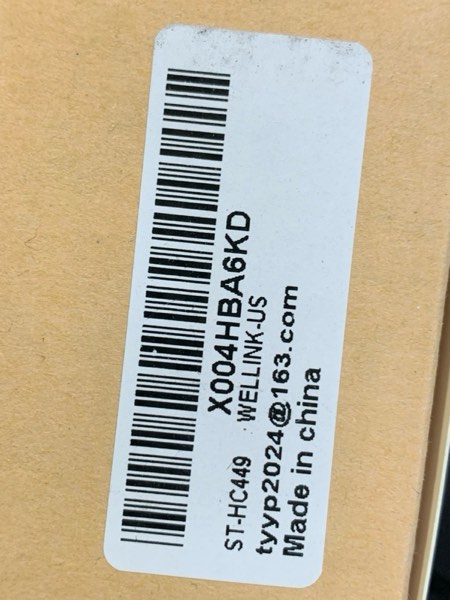 X004HBA6KD
ST-HC449 WELLINK-US
tyyp2024@163.com
Made in china